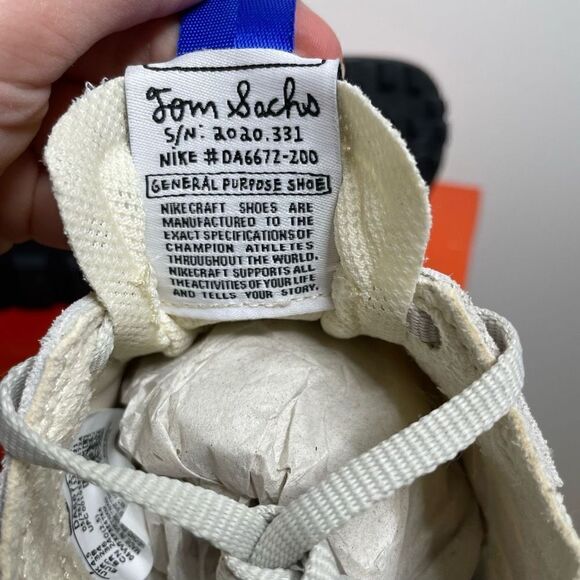 Tom Sachs
S/N: 2020.331
NIKE #DA6672-200
GENERAL PURPOSE SHOE
NIKECRAFT SHOES ARE
MANUFACTURED TO THE
EXACT SPECIFICATIONS OF
CHAMPION ATHLETES
THROUGHOUT THE WORLD.
NIKECRAFT SUPPORTS ALL
THE ACTIVITIES OF YOUR LIFE
AND TELLS YOUR STORY.